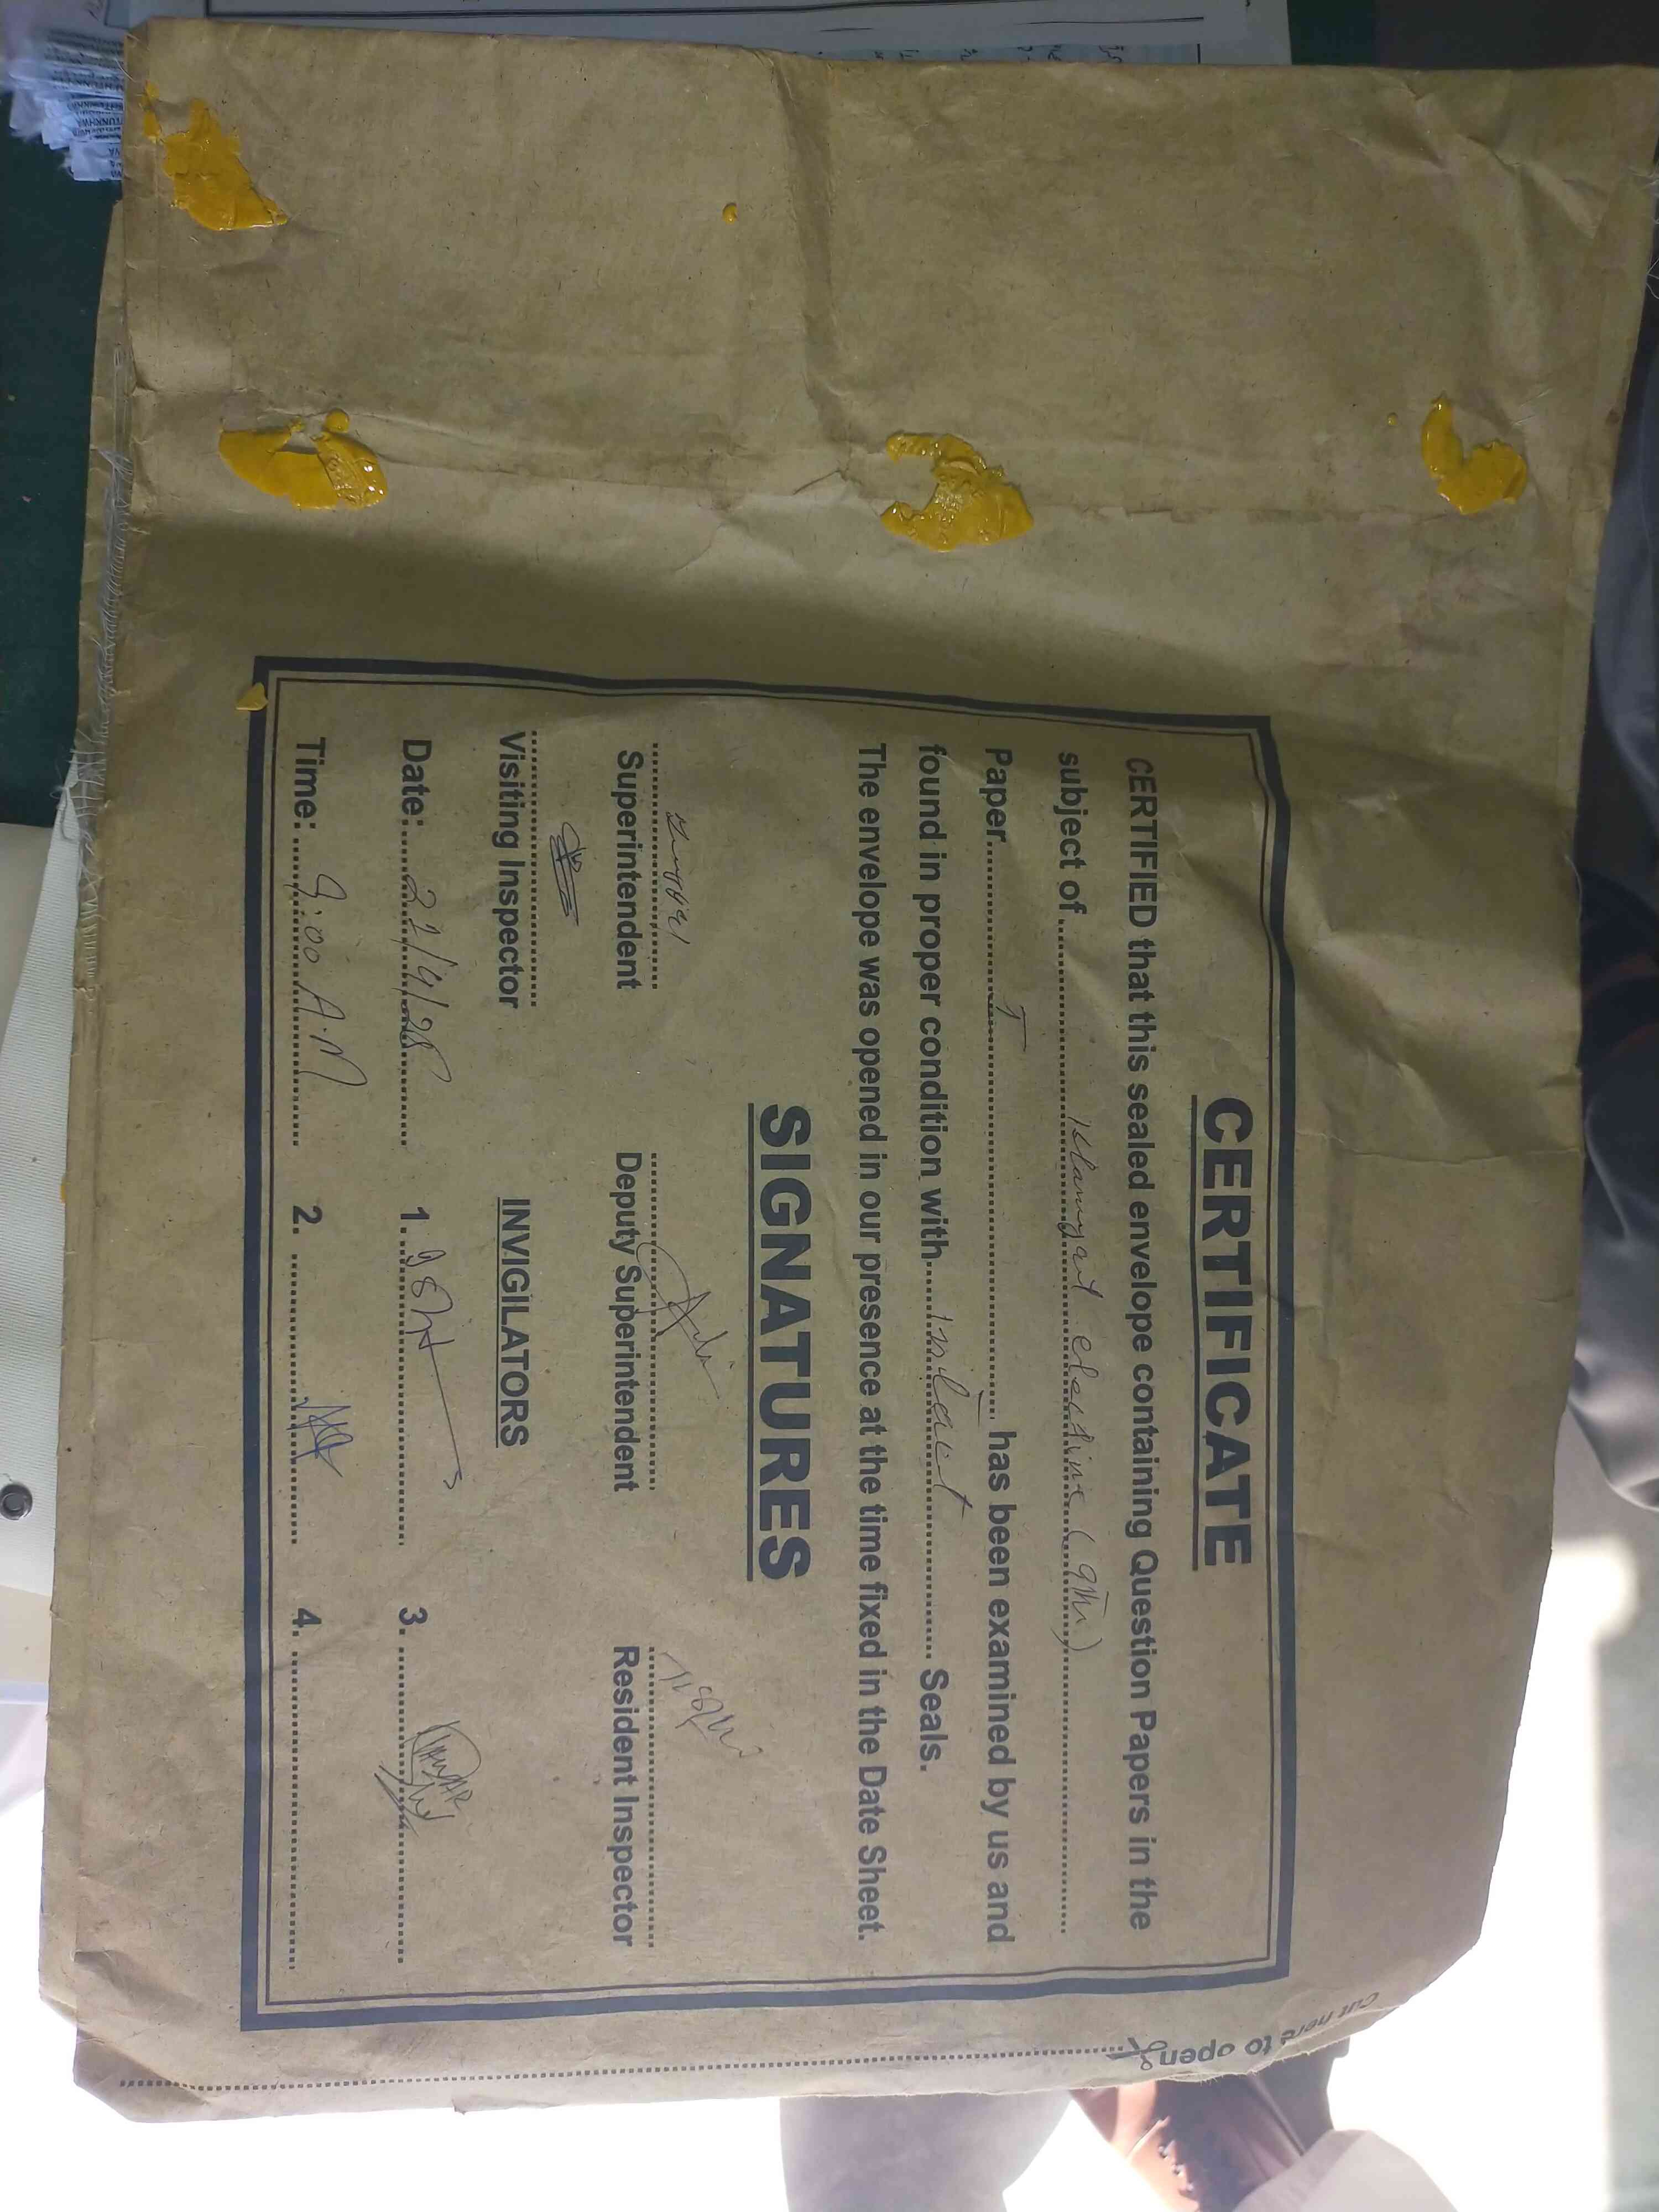 CERTIFICATE
CERTIFIED that this sealed envelope containing Question Papers in the
subject of Islamyat elective (9th)
Paper I has been examined by us and
found in proper condition with intact Seals.
The envelope was opened in our presence at the time fixed in the Date Sheet.
SIGNATURES
Superintendent Deputy Superintendent Resident Inspector
Visiting Inspector INVIGILATORS
Date: 1. 3.
Time: 9:00 A.M 2. 4.
Cut here to open